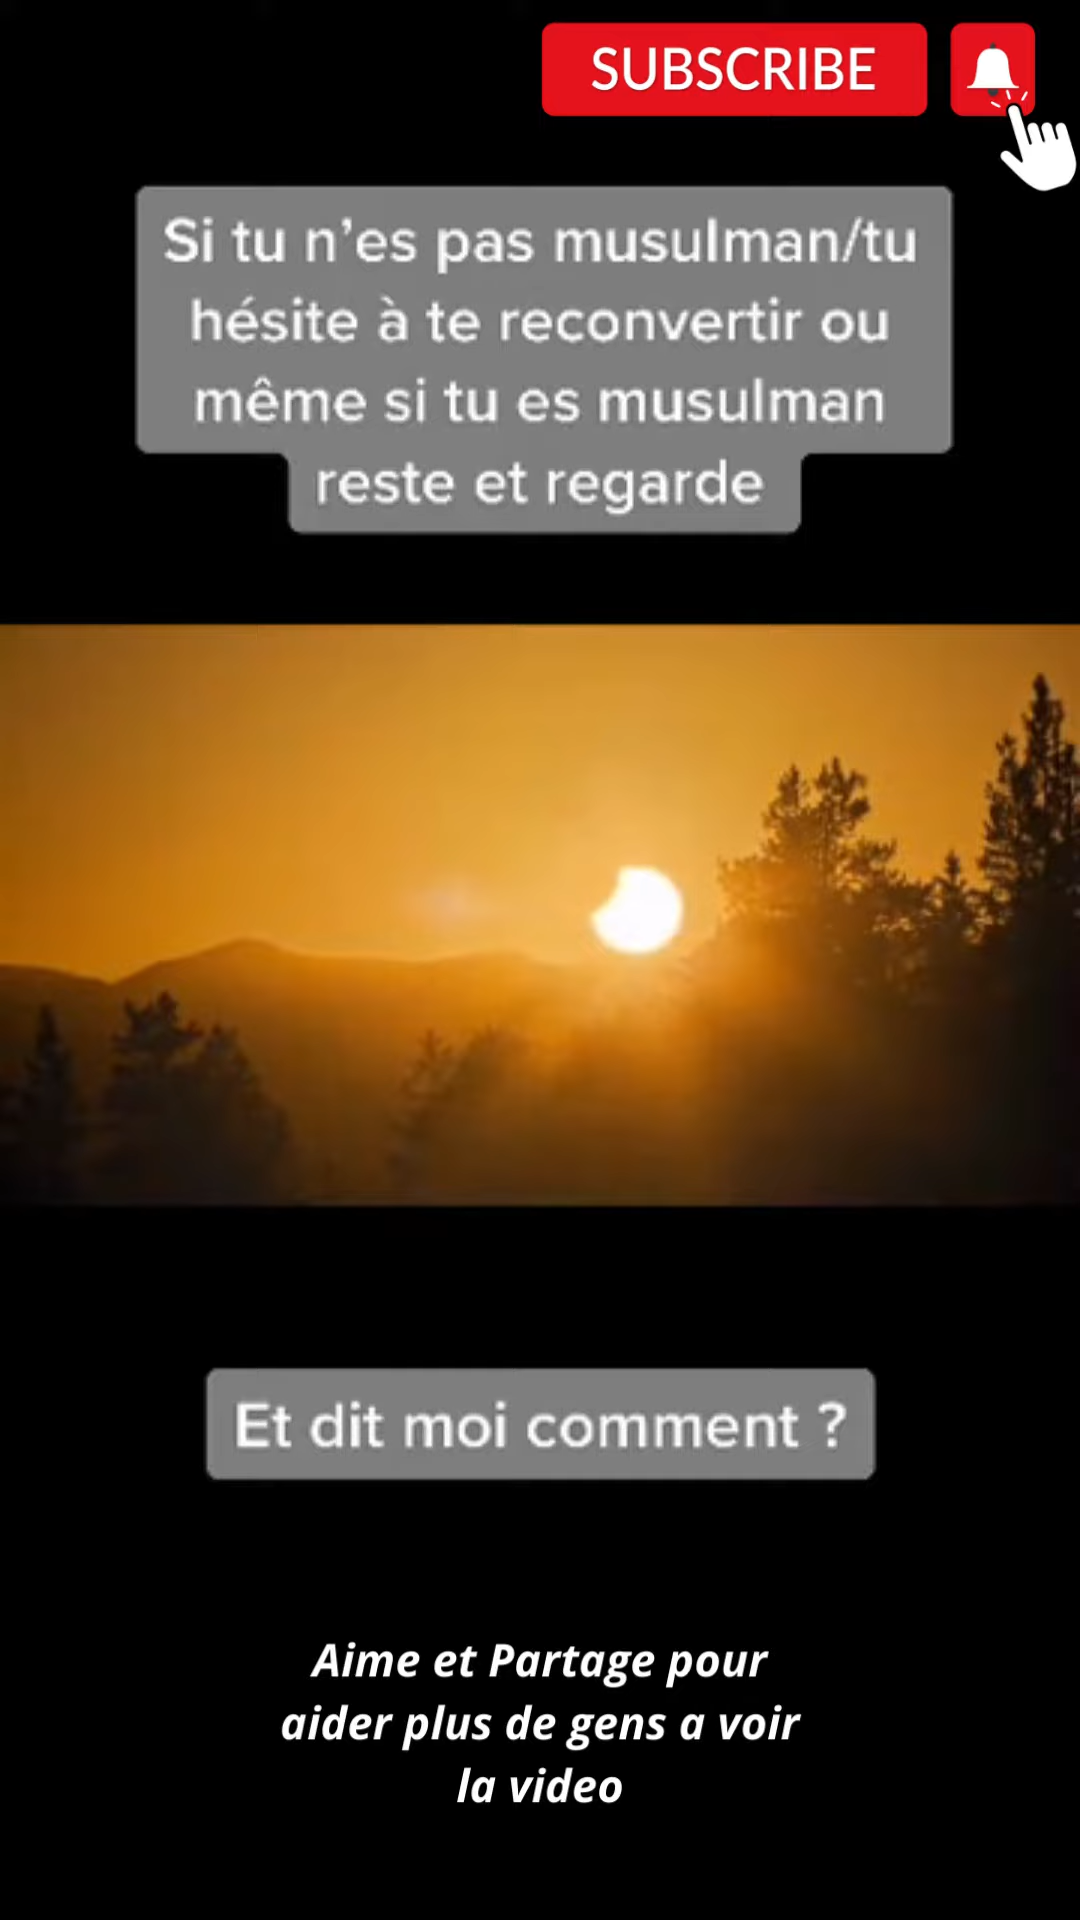 SUBSCRIBE
Si tu n’es pas musulman/tu
hésite à te reconvertir ou
même si tu es musulman
reste et regarde
Et dit moi comment ?
Aime et Partage pour
aider plus de gens a voir
la video